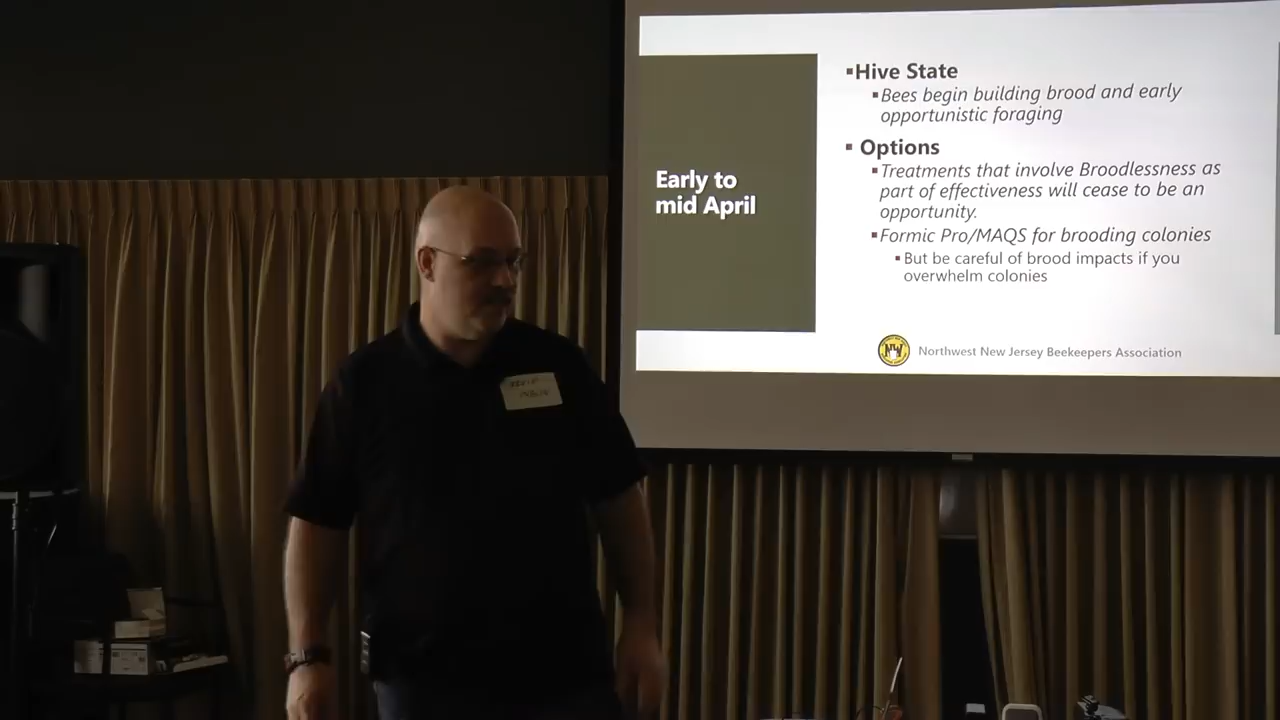 Early to
mid April
▪Hive State
▪Bees begin building brood and early
opportunistic foraging
▪ Options
▪Treatments that involve Broodlessness as
part of effectiveness will cease to be an
opportunity.
▪Formic Pro/MAQS for brooding colonies
▪But be careful of brood impacts if you
overwhelm colonies
NW
Northwest New Jersey Beekeepers Association